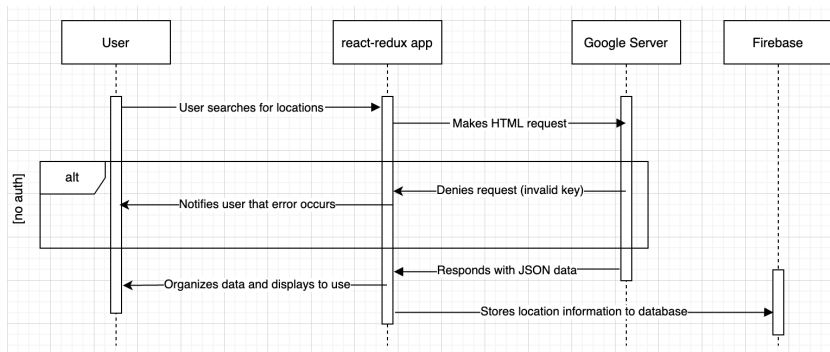 User
react-redux app
Google Server
Firebase
User searches for locations
Makes HTML request
alt
[no auth]
Denies request (invalid key)
Notifies user that error occurs
Responds with JSON data
Organizes data and displays to use
Stores location information to database